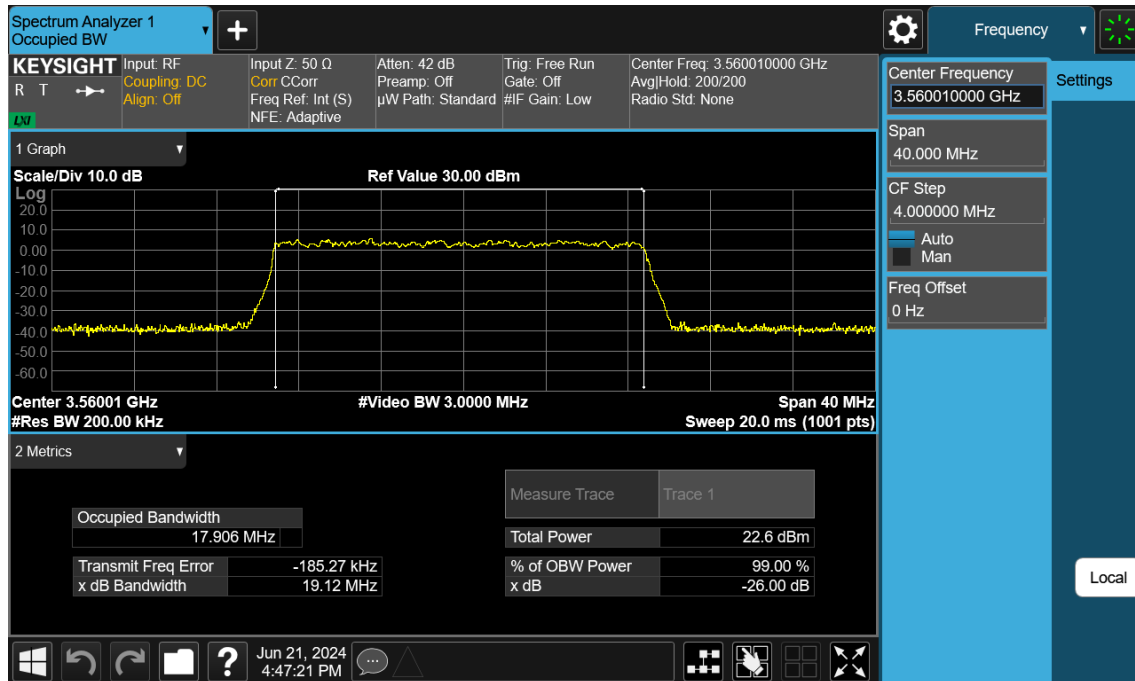 Spectrum Analyzer 1
Occupied BW
+
Frequency
KEYSIGHT
R T
LXI
Input: RF
Coupling: DC
Align: Off
Input Z: 50 Ω
Corr CCorr
Freq Ref: Int (S)
NFE: Adaptive
Atten: 42 dB
Preamp: Off
µW Path: Standard
Trig: Free Run
Gate: Off
#IF Gain: Low
Center Freq: 3.560010000 GHz
Avg|Hold: 200/200
Radio Std: None
Center Frequency
3.560010000 GHz
Settings
Span
40.000 MHz
CF Step
4.000000 MHz
Auto
Man
Freq Offset
0 Hz
Local
1 Graph
Scale/Div 10.0 dB
Ref Value 30.00 dBm
Log
20.0
10.0
0.00
-10.0
-20.0
-30.0
-40.0
-50.0
-60.0
Center 3.56001 GHz
#Video BW 3.0000 MHz
Span 40 MHz
#Res BW 200.00 kHz
Sweep 20.0 ms (1001 pts)
2 Metrics
Measure Trace
Trace 1
Occupied Bandwidth
17.906 MHz
Total Power
22.6 dBm
Transmit Freq Error
-185.27 kHz
% of OBW Power
99.00 %
x dB Bandwidth
19.12 MHz
x dB
-26.00 dB
?
Jun 21, 2024
4:47:21 PM